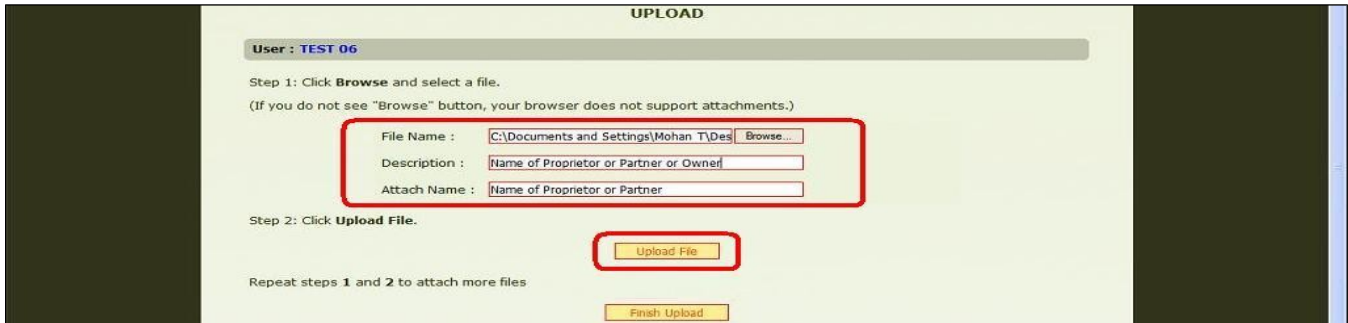 UPLOAD
User : TEST 06
Step 1: Click Browse and select a file.
(If you do not see "Browse" button, your browser does not support attachments.)
File Name : C:\Documents and Settings\Mohan T\Des Browse...
Description : Name of Proprietor or Partner or Owner
Attach Name : Name of Proprietor or Partner
Step 2: Click Upload File.
Upload File
Repeat steps 1 and 2 to attach more files
Finish Upload